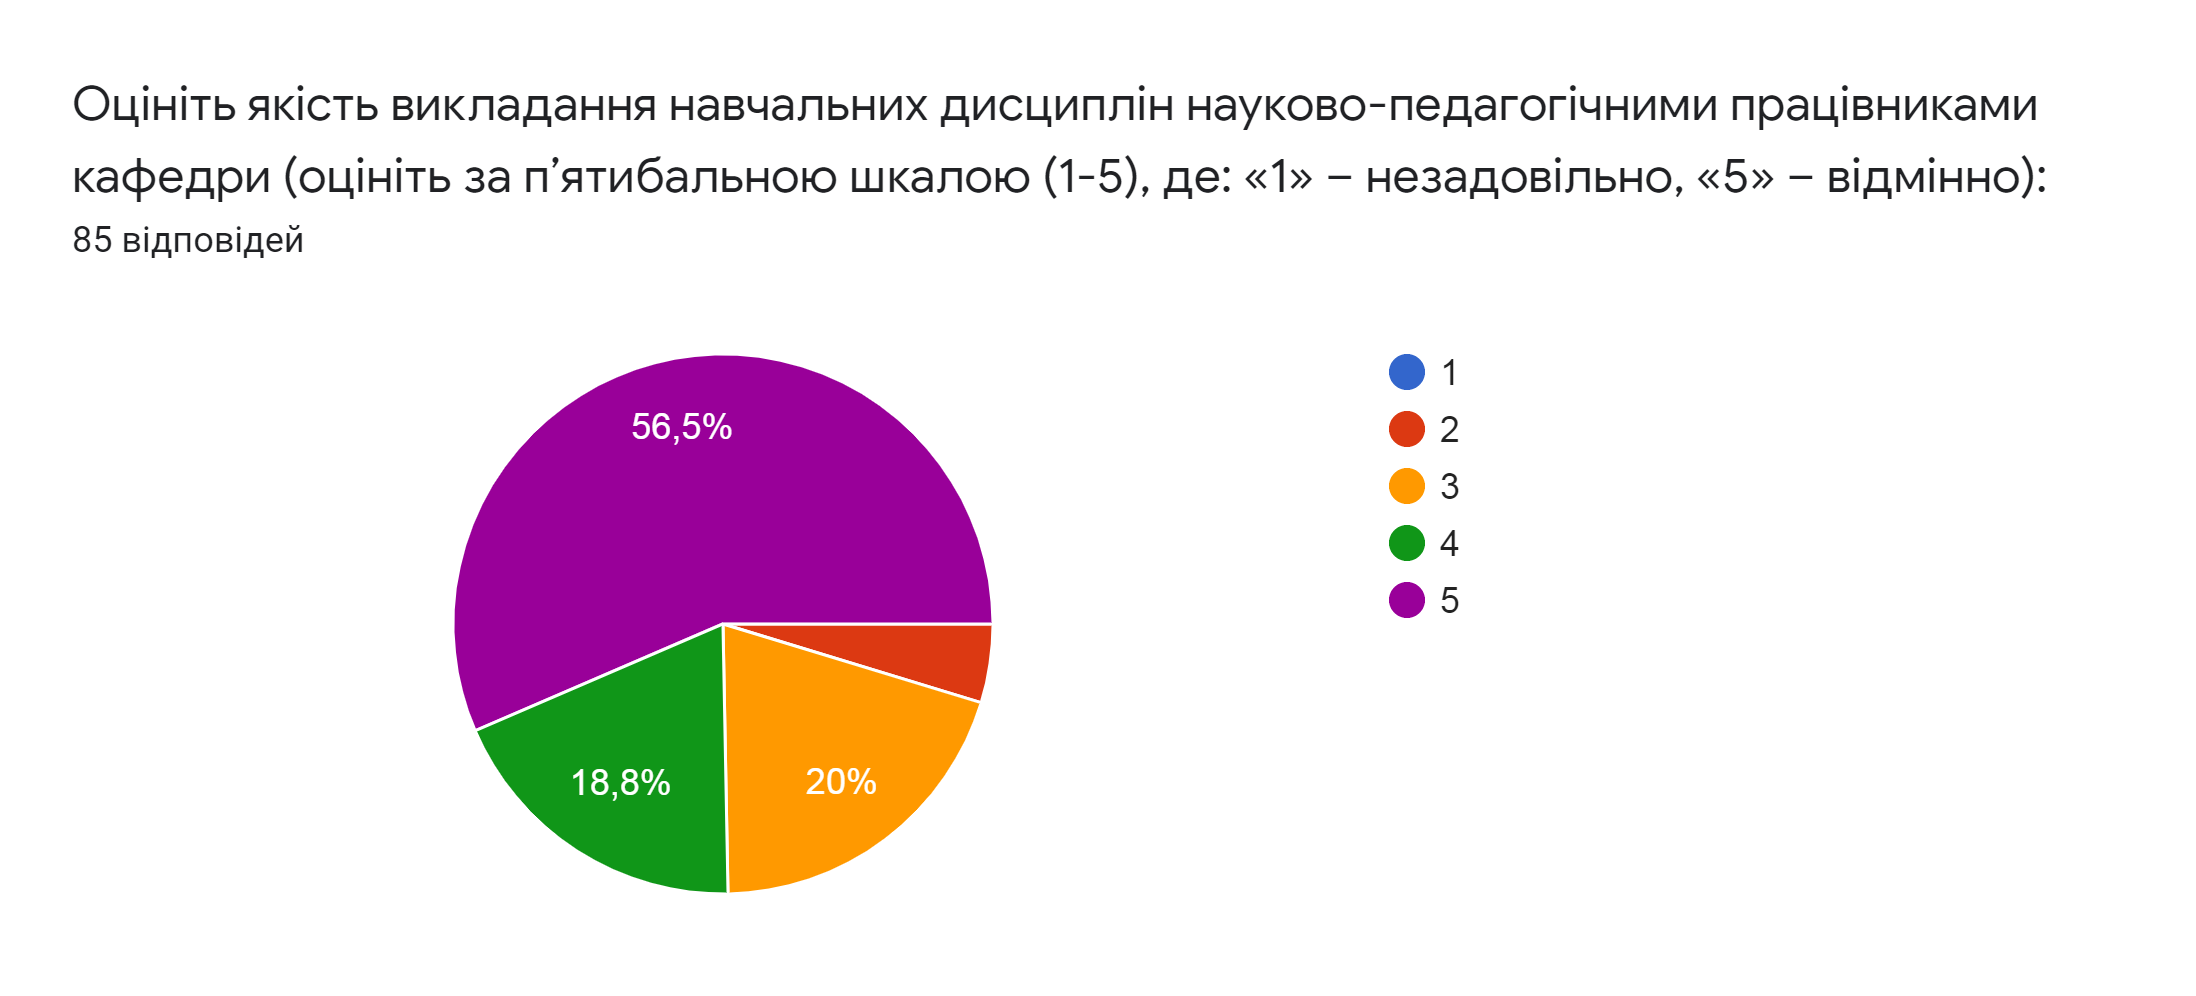 Оцініть якість викладання навчальних дисциплін науково-педагогічними працівниками
кафедри (оцініть за п’ятибальною шкалою (1-5), де: «1» – незадовільно, «5» – відмінно):
85 відповідей
56,5%
18,8%
20%
1
2
3
4
5